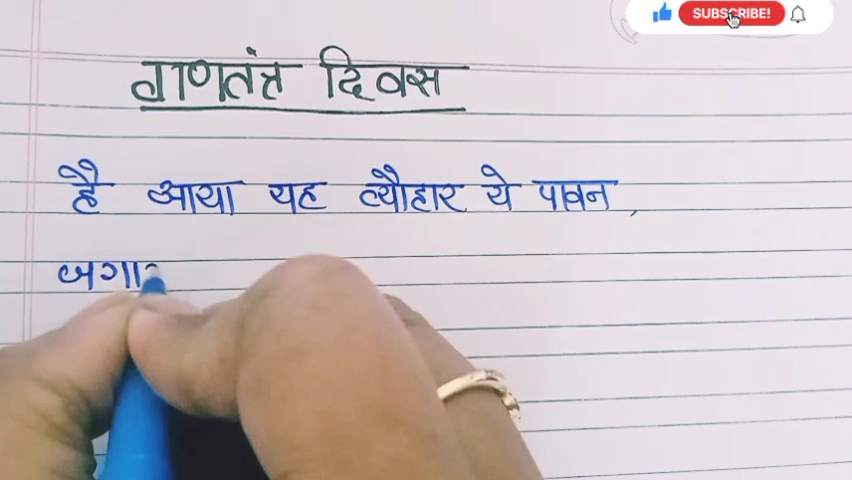 SUBSCRIBE!
गणतंत्र दिवस
है आया यह त्यौहार ये पावन,